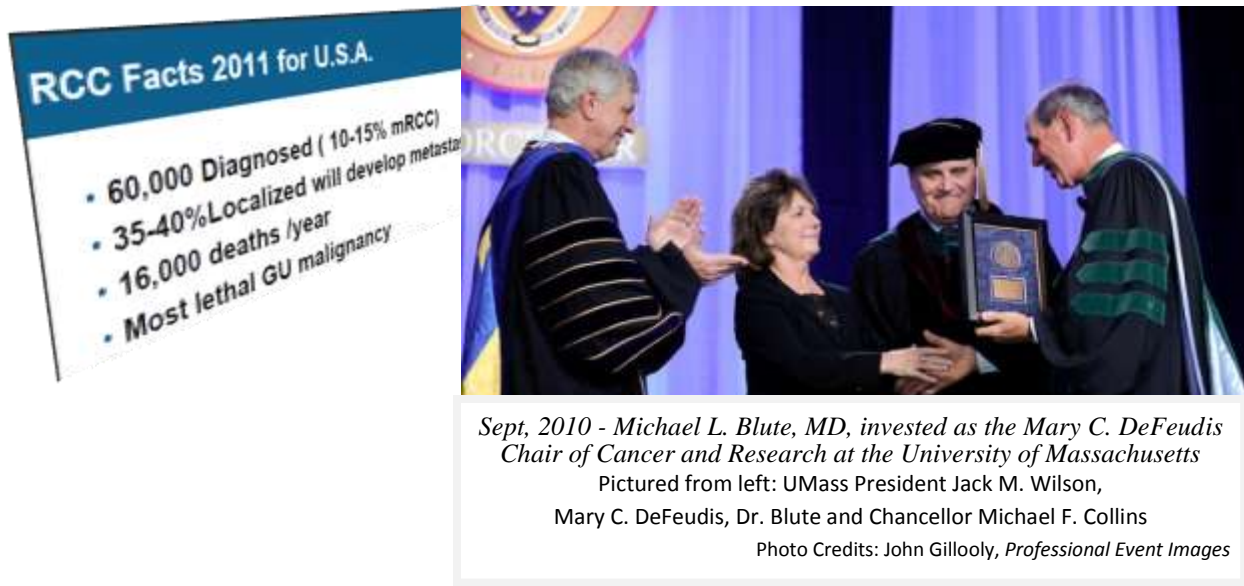 RCC Facts 2011 for U.S.A.
• 60,000 Diagnosed ( 10-15% mRCC)
• 35-40%Localized will develop
• 16,000 deaths /year
• Most lethal GU malignancy
Sept, 2010 - Michael L. Blute, MD, invested as the Mary C. DeFeudis
Chair of Cancer and Research at the University of Massachusetts
Pictured from left: UMass President Jack M. Wilson,
Mary C. DeFeudis, Dr. Blute and Chancellor Michael F. Collins
Photo Credits: John Gillooly, Professional Event Images